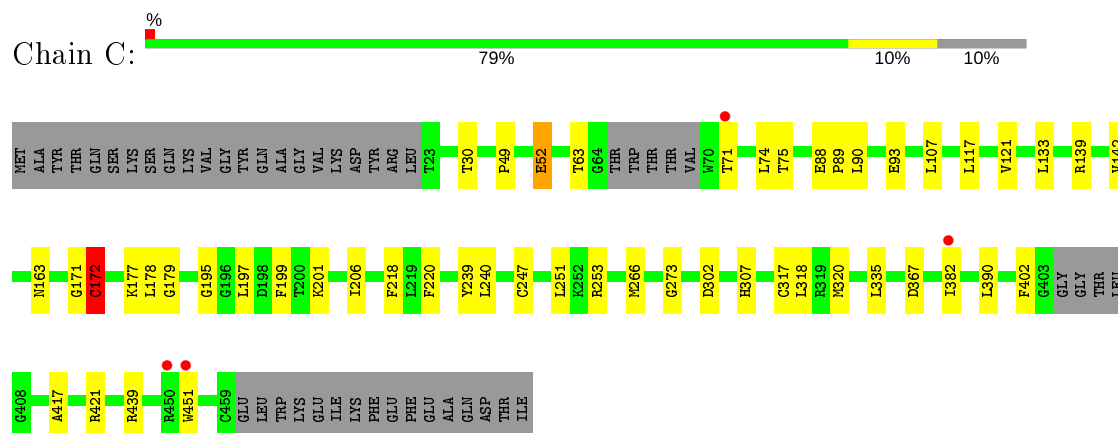 %
Chain C:
79% 10% 10%
MET ALA TYR THR GLN SER LYS SER GLN LYS VAL GLY TYR GLN ALA GLY VAL LYS ASP TYR ARG LEU T23 T30 P49 E52 T63 G64 THR TRP THR THR VAL W70 T71 L74 T75 E88 P89 L90 E93 L107 L117 V121 L133 R139 V142
N163 G171 C172 K177 L178 G179 G195 G196 L197 D198 F199 T200 K201 I206 F218 L219 F220 Y239 L240 C247 L251 K252 R253 M266 G273 D302 H307 C317 L318 R319 M320 L335 D367 I382 L390 F402 G403 GLY GLY THR LEU
G408 A417 R421 R439 R450 W451 C459 GLU LEU TRP LYS GLU ILE LYS PHE GLU PHE GLU ALA GLN ASP THR ILE